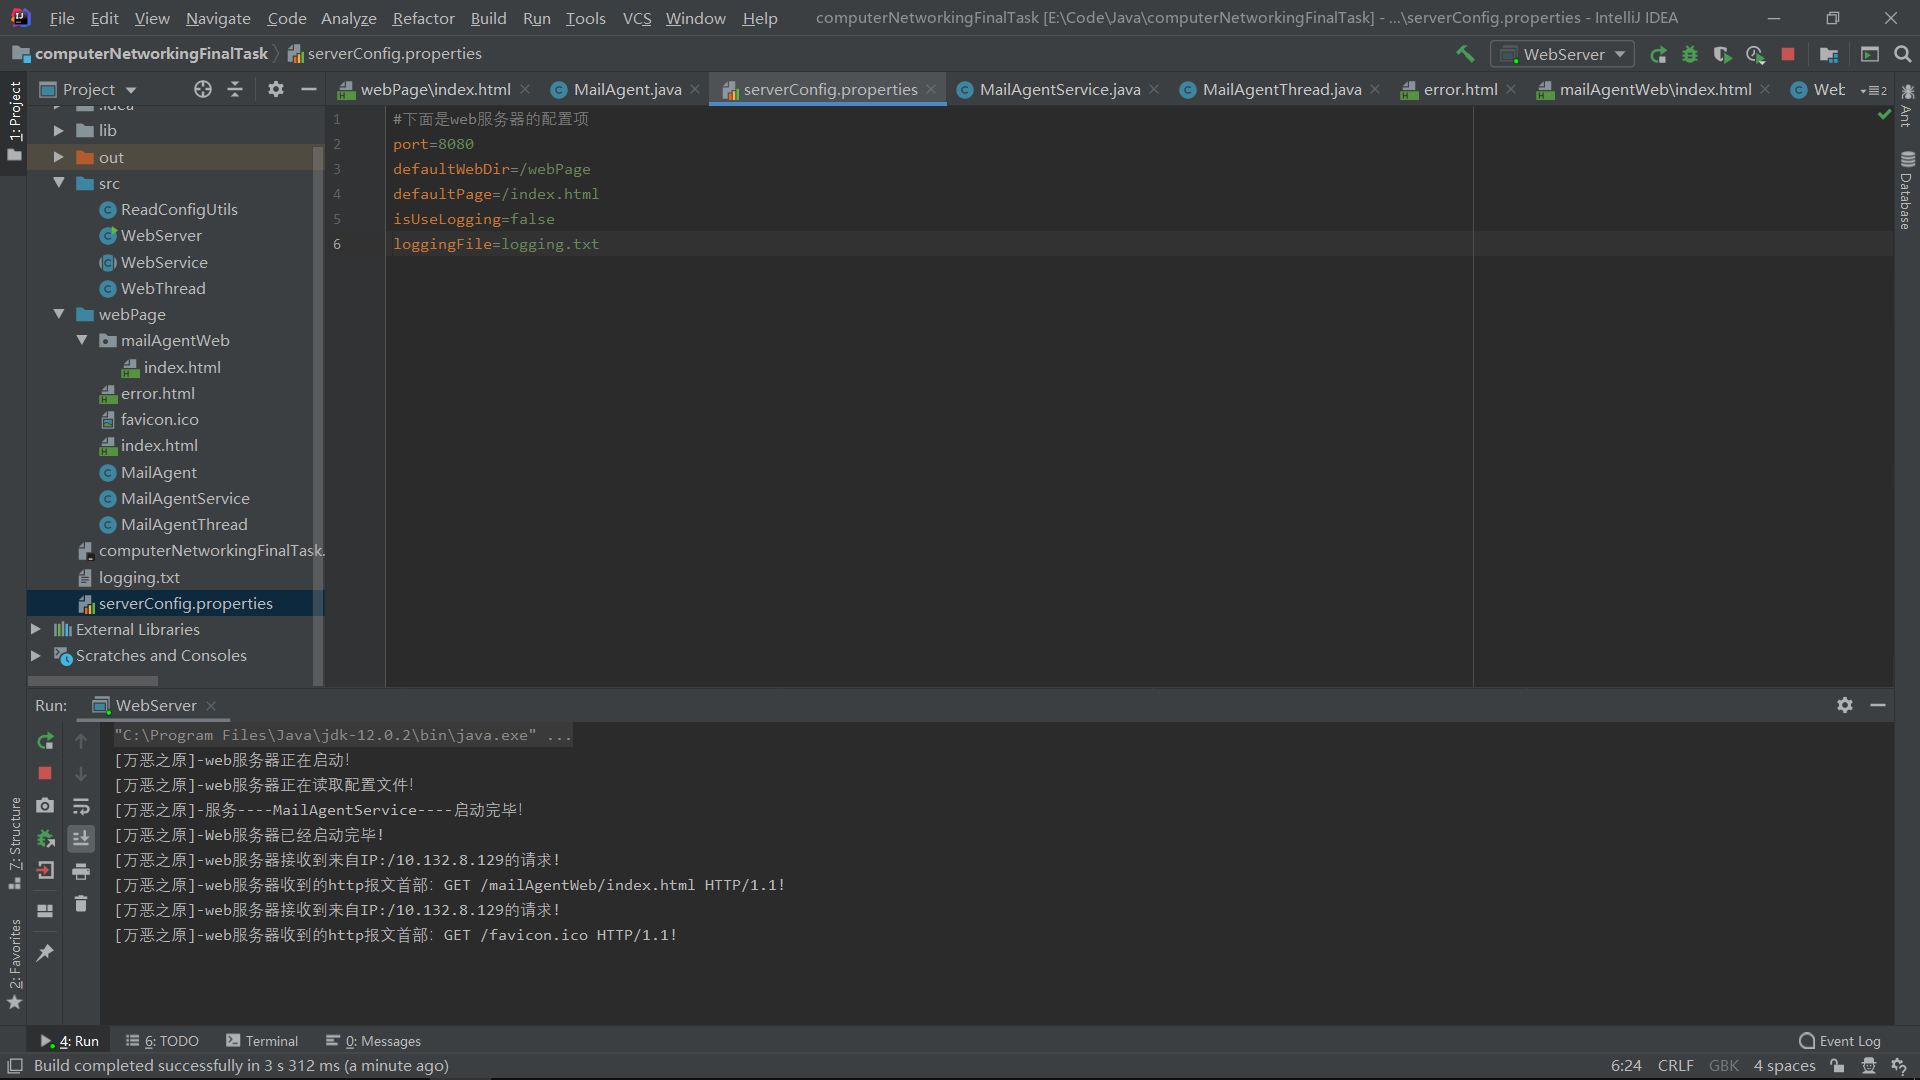 File Edit View Navigate Code Analyze Refactor Build Run Tools VCS Window Help computerNetworkingFinalTask [E:\Code\Java\computerNetworkingFinalTask] - ...\serverConfig.properties - IntelliJ IDEA
computerNetworkingFinalTask serverConfig.properties WebServer
1: Project
Project
webPage\index.html MailAgent.java serverConfig.properties MailAgentService.java MailAgentThread.java error.html mailAgentWeb\index.html Web 2
.idea
lib
out
src
ReadConfigUtils
WebServer
WebService
WebThread
webPage
mailAgentWeb
index.html
error.html
favicon.ico
index.html
MailAgent
MailAgentService
MailAgentThread
computerNetworkingFinalTask.
logging.txt
serverConfig.properties
External Libraries
Scratches and Consoles
1 #下面是web服务器的配置项
2 port=8080
3 defaultWebDir=/webPage
4 defaultPage=/index.html
5 isUseLogging=false
6 loggingFile=logging.txt
Ant
Database
Run: WebServer
"C:\Program Files\Java\jdk-12.0.2\bin\java.exe" ...
[万恶之原]-web服务器正在启动!
[万恶之原]-web服务器正在读取配置文件!
[万恶之原]-服务----MailAgentService----启动完毕!
[万恶之原]-Web服务器已经启动完毕!
[万恶之原]-web服务器接收到来自IP:/10.132.8.129的请求!
[万恶之原]-web服务器收到的http报文首部: GET /mailAgentWeb/index.html HTTP/1.1!
[万恶之原]-web服务器接收到来自IP:/10.132.8.129的请求!
[万恶之原]-web服务器收到的http报文首部: GET /favicon.ico HTTP/1.1!
7: Structure
2: Favorites
4: Run 6: TODO Terminal 0: Messages Event Log
Build completed successfully in 3 s 312 ms (a minute ago) 6:24 CRLF GBK 4 spaces